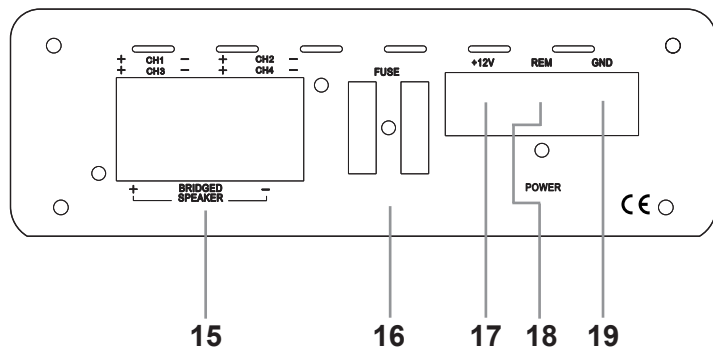 + CH1 − + CH2 −
+ CH3 − + CH4 −
FUSE
+12V REM GND
+ BRIDGED −
SPEAKER
POWER
CE
15 16 17 18 19